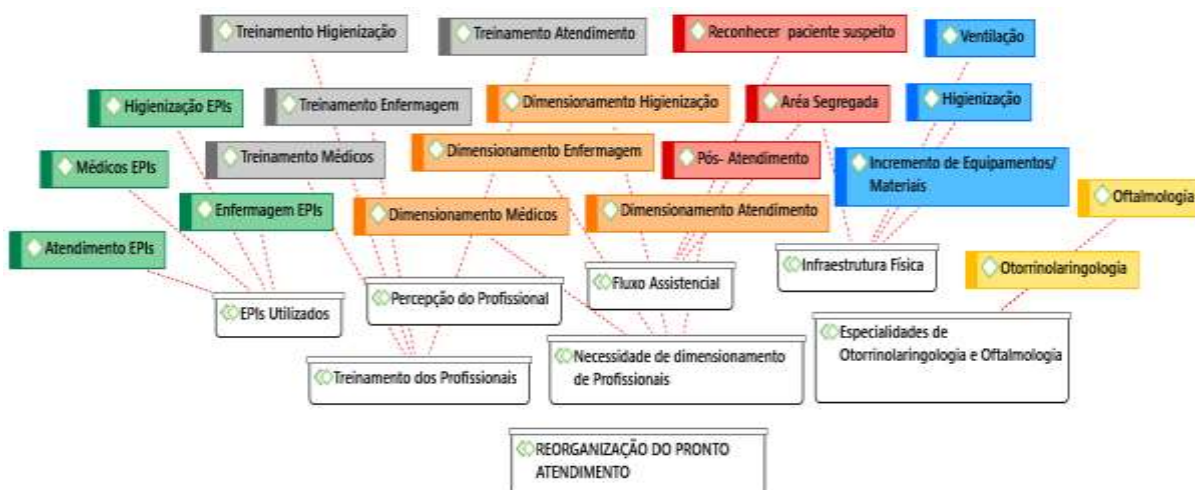 Treinamento Higienização
Treinamento Atendimento
Reconhecer paciente suspeito
Ventilação
Higienização EPIs
Treinamento Enfermagem
Dimensionamento Higienização
Aréa Segregada
Higienização
Médicos EPIs
Treinamento Médicos
Dimensionamento Enfermagem
Pós- Atendimento
Incremento de Equipamentos/
Materiais
Oftalmologia
Enfermagem EPIs
Dimensionamento Médicos
Dimensionamento Atendimento
Atendimento EPIs
Infraestrutura Física
Otorrinolaringologia
Percepção do Profissional
Fluxo Assistencial
EPIs Utilizados
Especialidades de
Otorrinolaringologia e Oftalmologia
Treinamento dos Profissionais
Necessidade de dimensionamento
de Profissionais
REORGANIZAÇÃO DO PRONTO
ATENDIMENTO